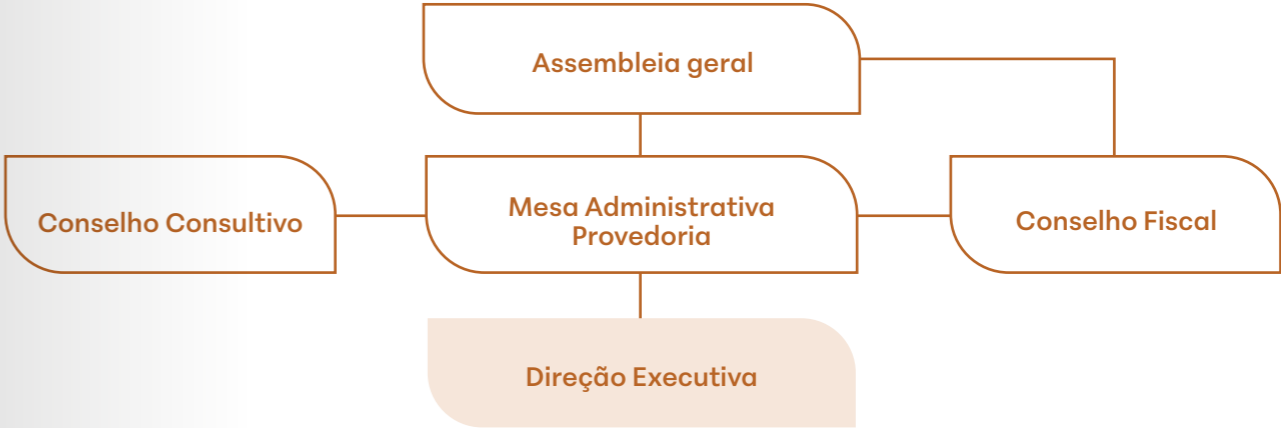 Assembleia geral
Conselho Consultivo
Mesa Administrativa
Provedoria
Conselho Fiscal
Direção Executiva